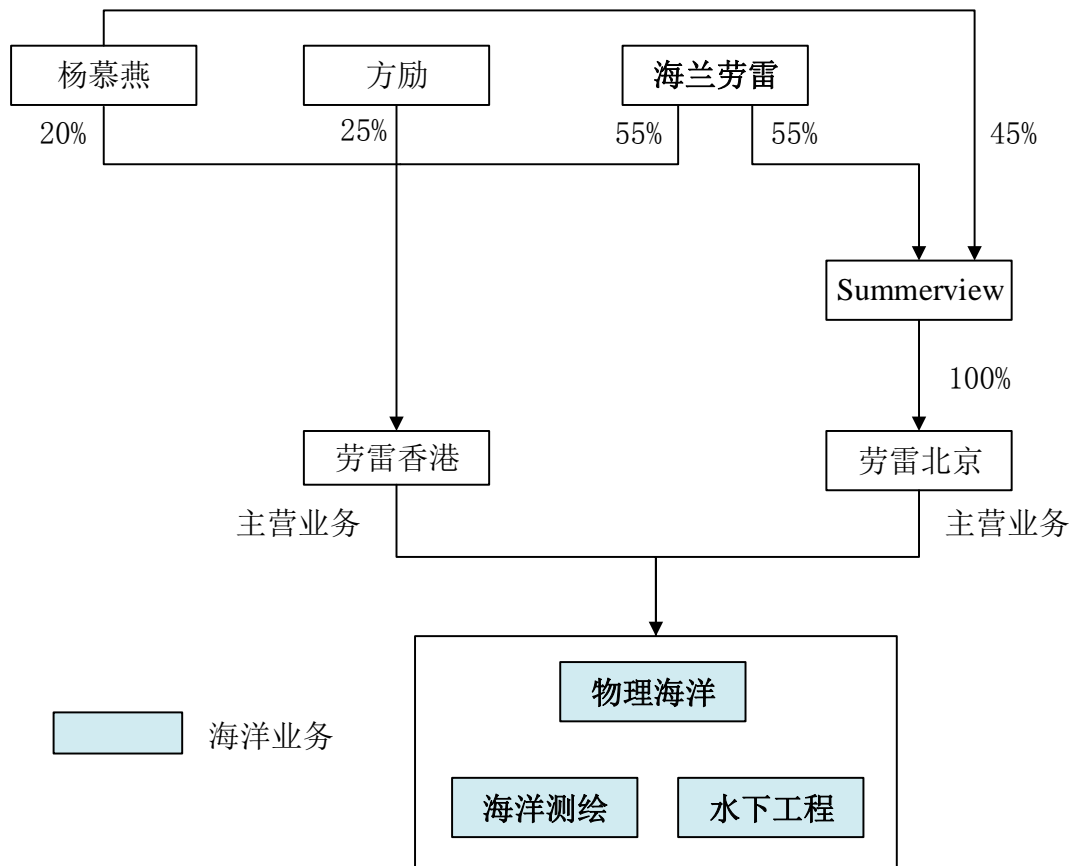 杨慕燕
方励
海兰劳雷
20%
25%
55%
55%
45%
Summerview
100%
劳雷香港
劳雷北京
主营业务
主营业务
物理海洋
海洋业务
海洋测绘
水下工程